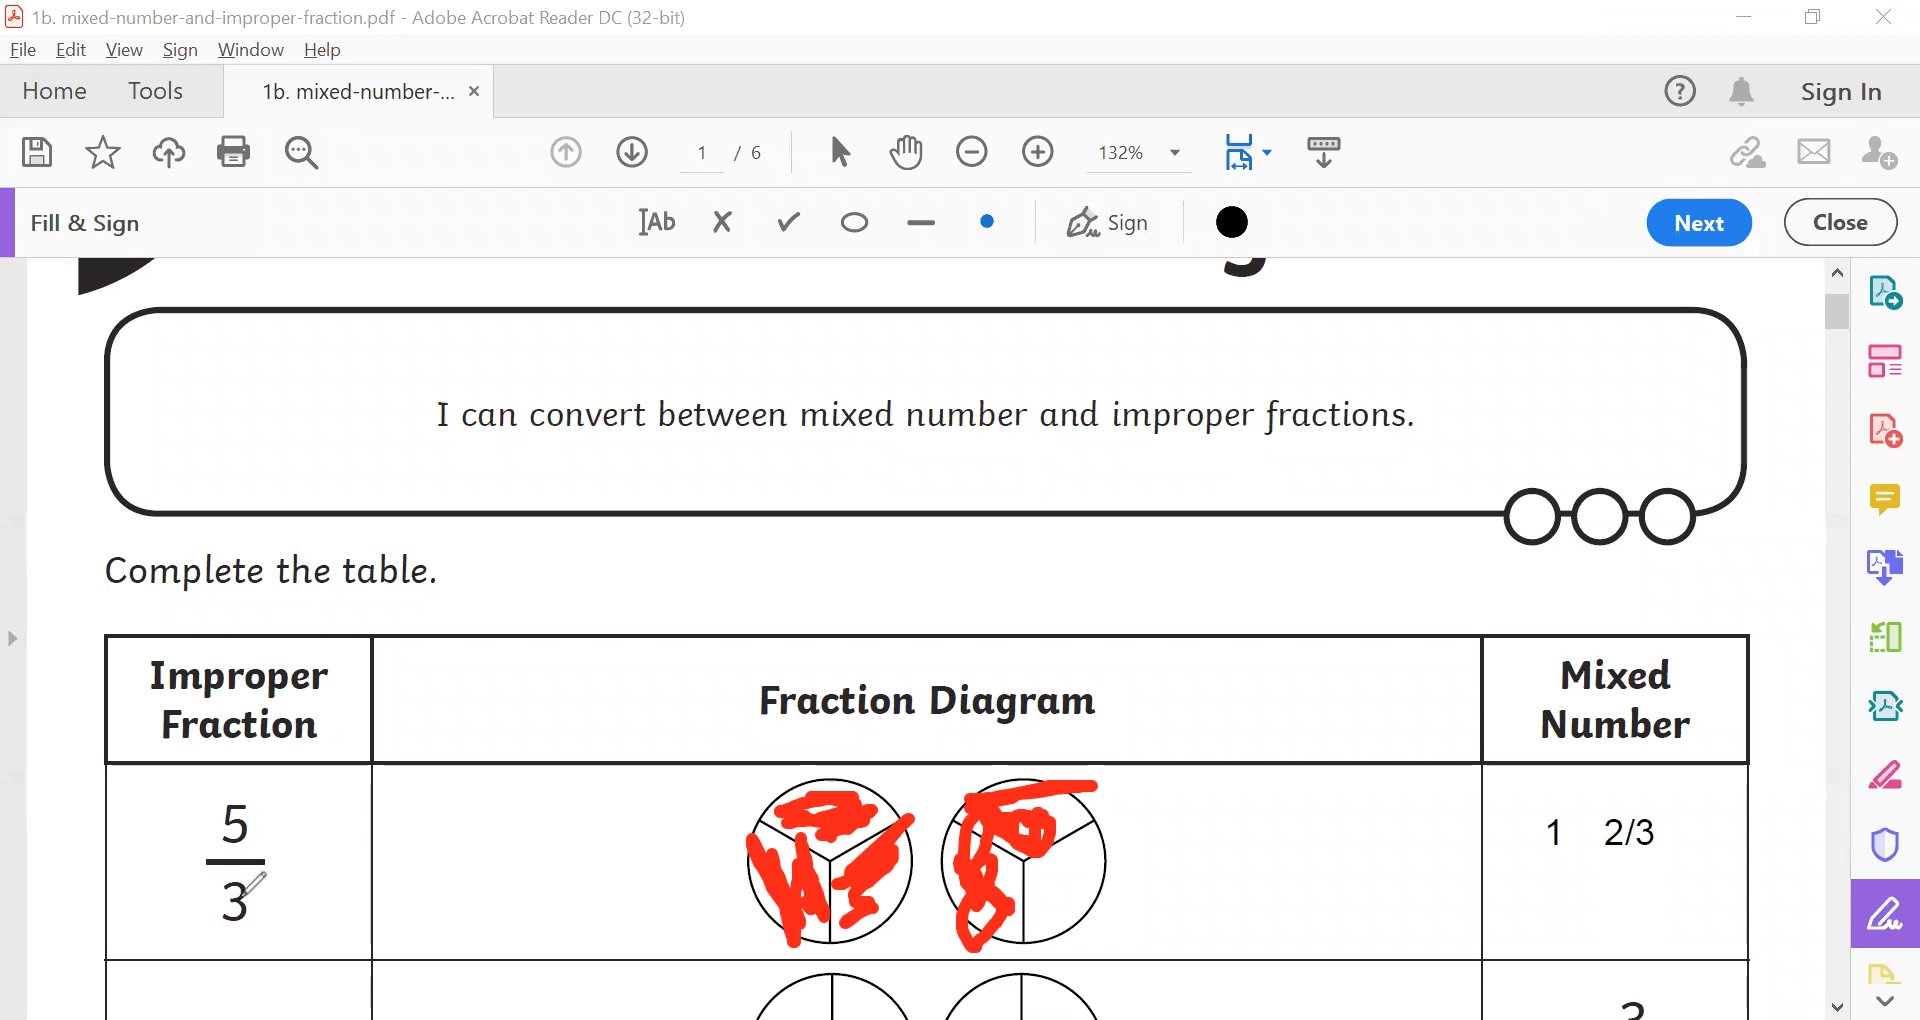 1b. mixed-number-and-improper-fraction.pdf - Adobe Acrobat Reader DC (32-bit)
File Edit View Sign Window Help
Home Tools 1b. mixed-number-... × ? Sign In
1 / 6 132%
Fill & Sign Ab Sign Next Close
I can convert between mixed number and improper fractions.
Complete the table.
Improper
Fraction
Fraction Diagram
Mixed
Number
5
3
1 2/3